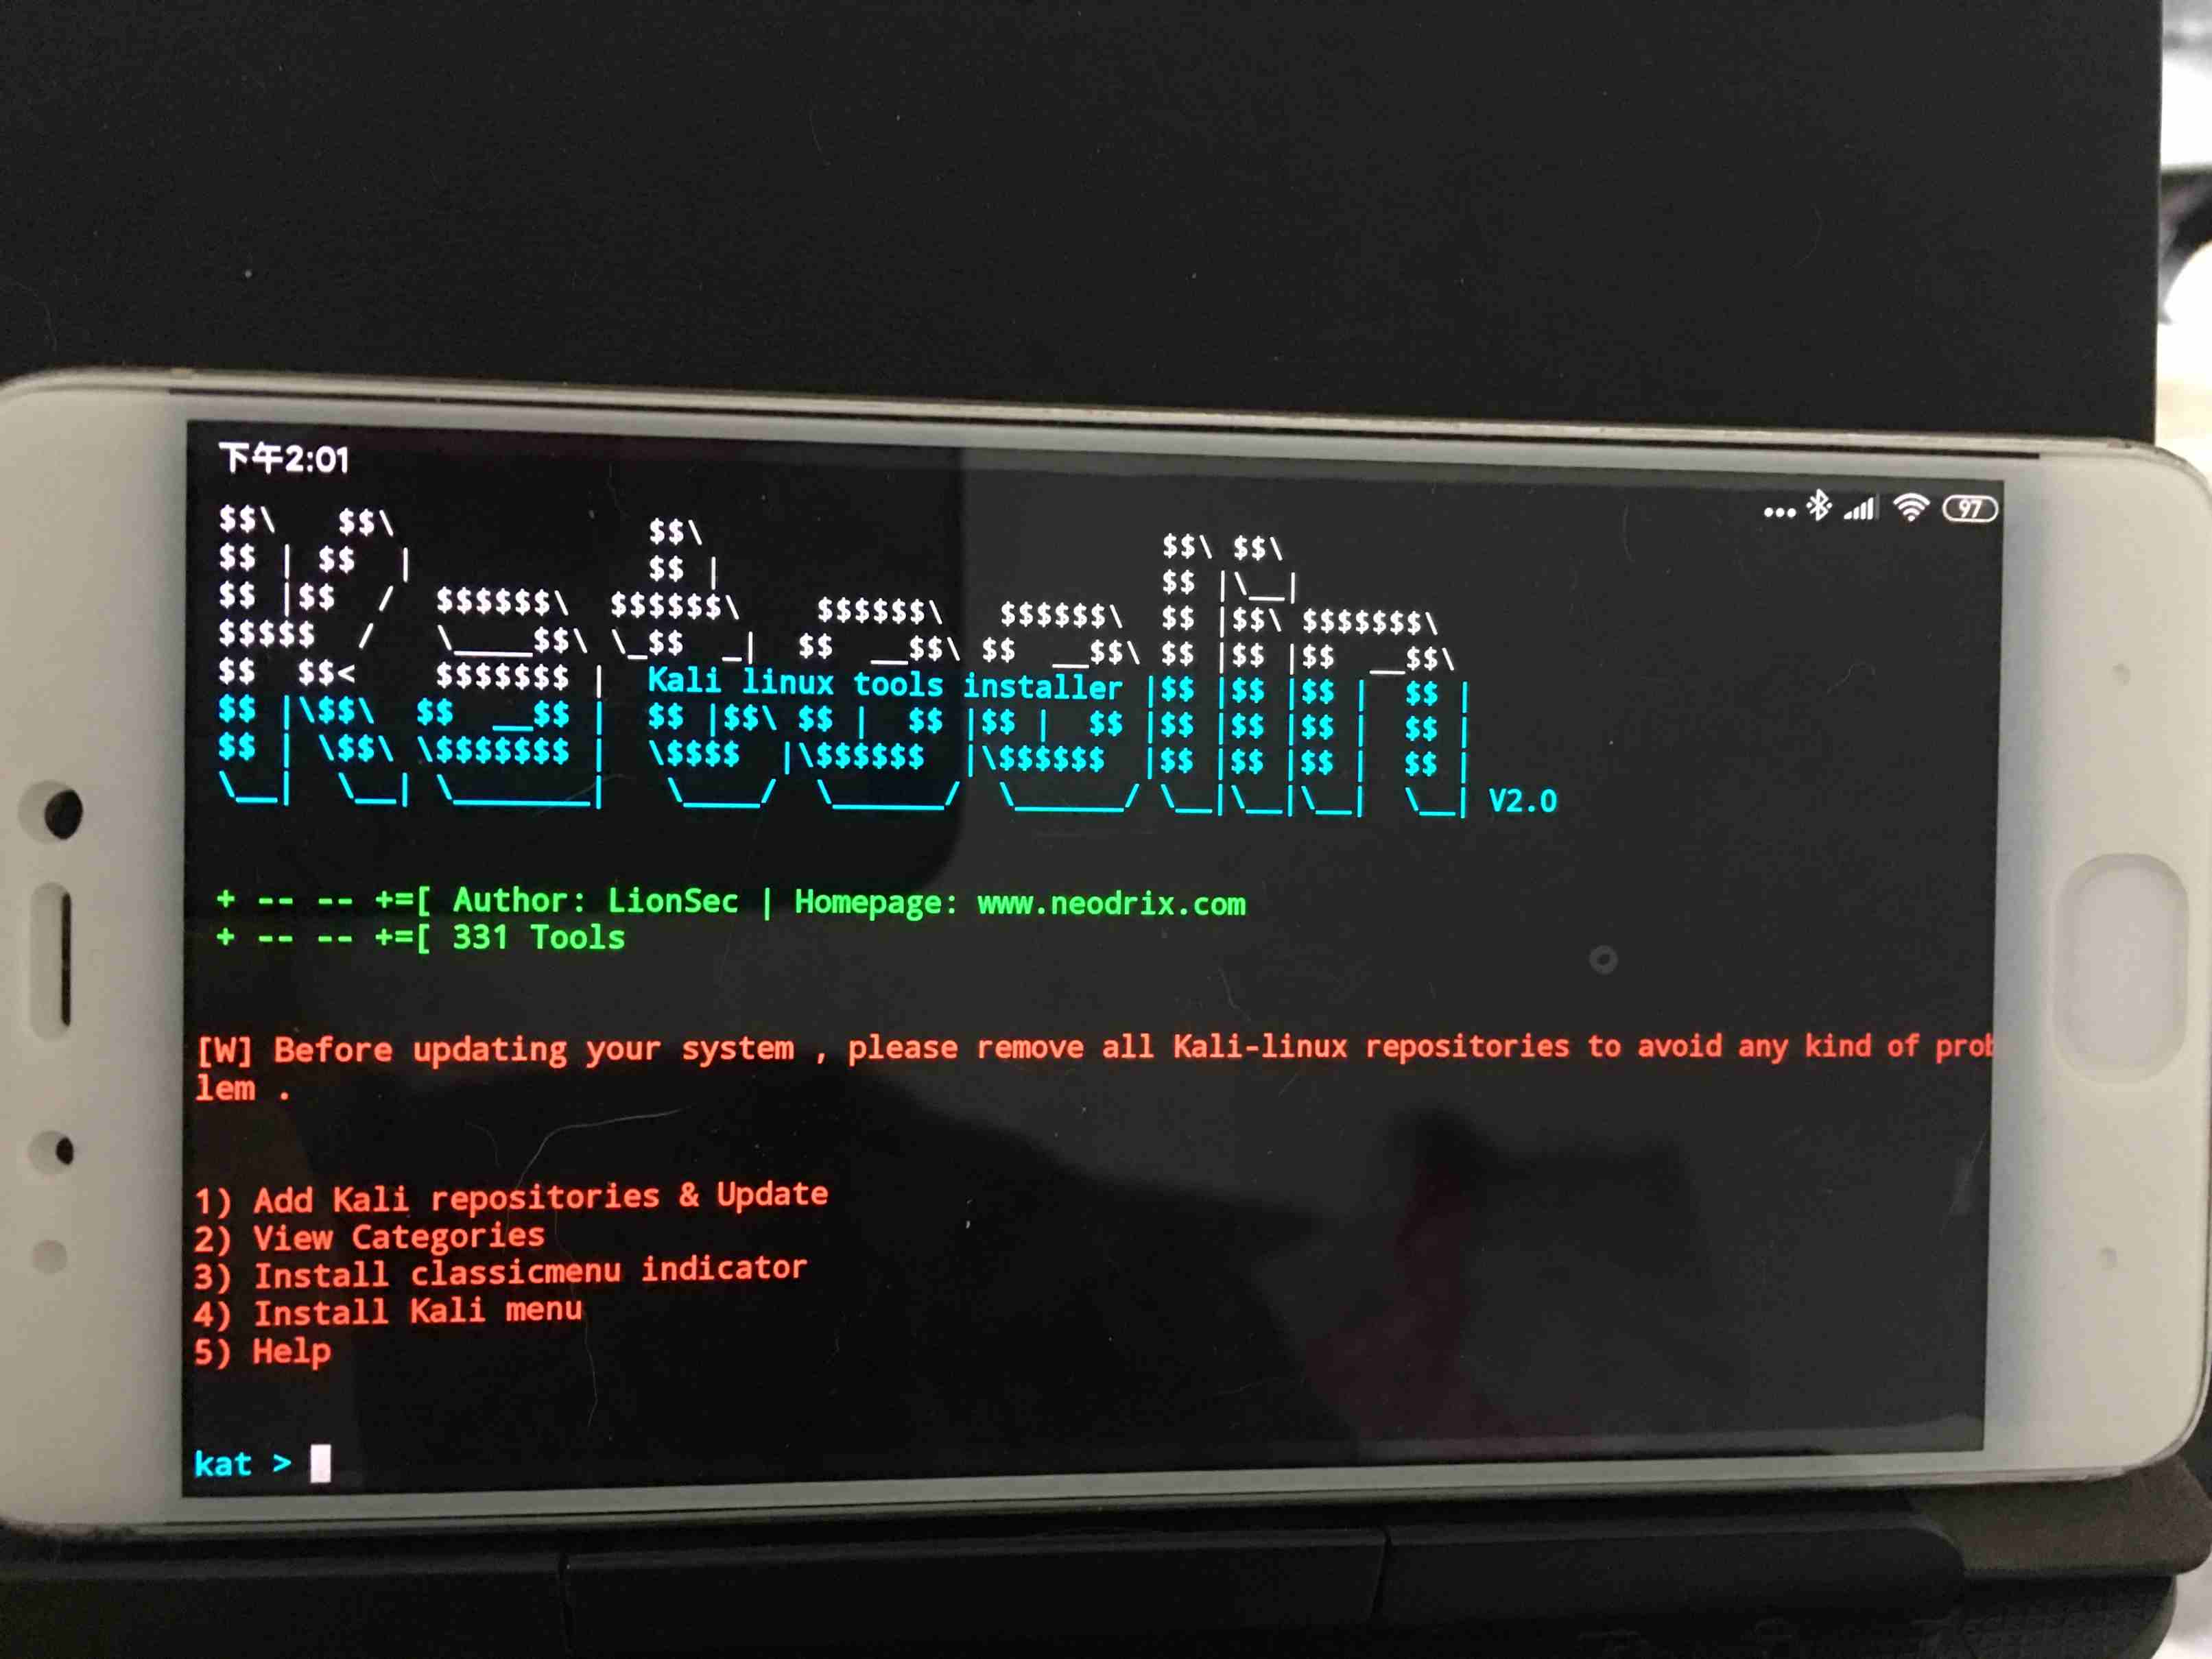 下午2:01
97
$$\   $$\             $$\                         $$\ $$\
$$ | $$  |            $$ |                        $$ |\__|
$$ |$$  /  $$$$$$\  $$$$$$\    $$$$$$\   $$$$$$\  $$ |$$\ $$$$$$$\
$$$$$  /   \____$$\ \_$$  _|  $$  __$$\ $$  __$$\ $$ |$$ |$$  __$$\
$$  $$<    $$$$$$$ |  Kali linux tools installer |$$ |$$ |$$ |  $$ |
$$ |\$$\  $$  __$$ |  $$ |$$\ $$ |  $$ |$$ |  $$ |$$ |$$ |$$ |  $$ |
$$ | \$$\ \$$$$$$$ |  \$$$$  |\$$$$$$  |\$$$$$$  |$$ |$$ |$$ |  $$ |
\__|  \__| \_______|   \____/  \______/  \______/ \__|\__|\__|  \__| V2.0
+ -- -- +=[ Author: LionSec | Homepage: www.neodrix.com
+ -- -- +=[ 331 Tools
[W] Before updating your system , please remove all Kali-linux repositories to avoid any kind of prob
lem .
1) Add Kali repositories & Update
2) View Categories
3) Install classicmenu indicator
4) Install Kali menu
5) Help
kat >